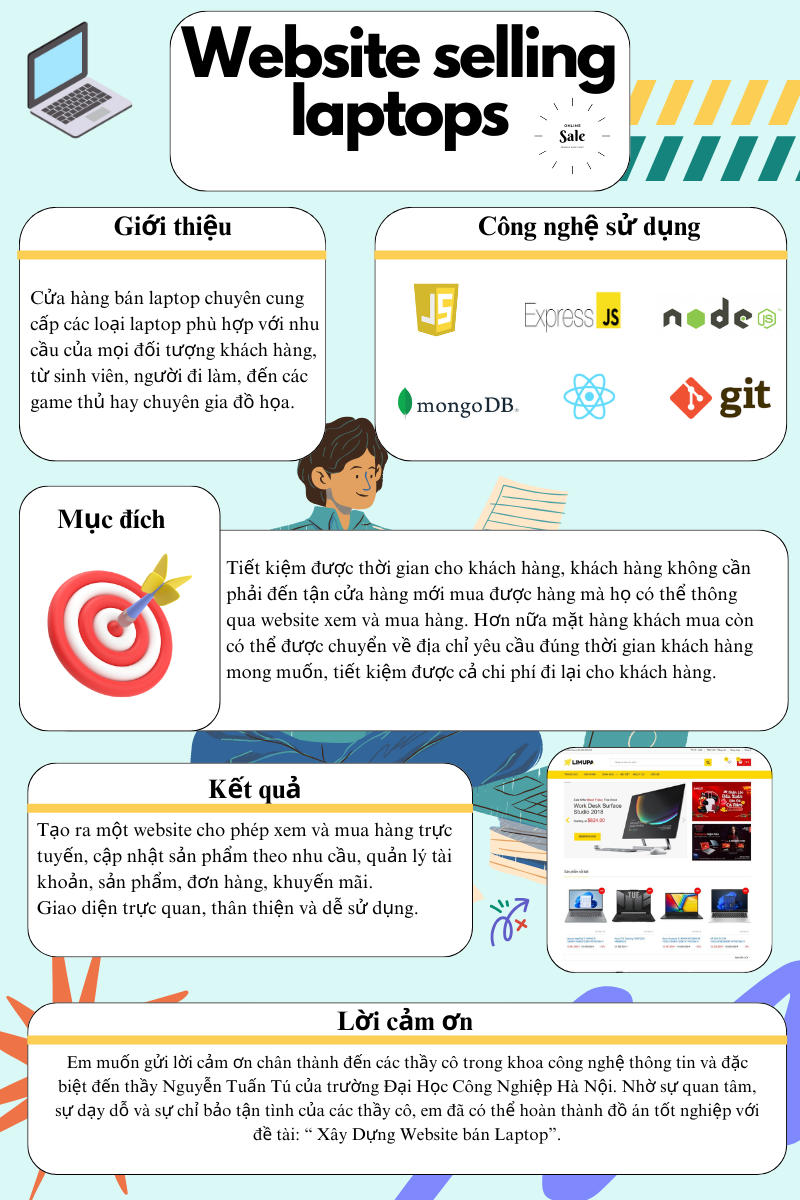 Website selling
laptops
ONLINE
Sale
Giới thiệu
Cửa hàng bán laptop chuyên cung
cấp các loại laptop phù hợp với nhu
cầu của mọi đối tượng khách hàng,
từ sinh viên, người đi làm, đến các
game thủ hay chuyên gia đồ họa.
Công nghệ sử dụng
JS
Express JS
node JS
mongoDB
git
Mục đích
Tiết kiệm được thời gian cho khách hàng, khách hàng không cần
phải đến tận cửa hàng mới mua được hàng mà họ có thể thông
qua website xem và mua hàng. Hơn nữa mặt hàng khách mua còn
có thể được chuyển về địa chỉ yêu cầu đúng thời gian khách hàng
mong muốn, tiết kiệm được cả chi phí đi lại cho khách hàng.
Kết quả
Tạo ra một website cho phép xem và mua hàng trực
tuyến, cập nhật sản phẩm theo nhu cầu, quản lý tài
khoản, sản phẩm, đơn hàng, khuyến mãi.
Giao diện trực quan, thân thiện và dễ sử dụng.
LIMUPA
Work Desk Surface
Studio 2018
$824.00
Lời cảm ơn
Em muốn gửi lời cảm ơn chân thành đến các thầy cô trong khoa công nghệ thông tin và đặc
biệt đến thầy Nguyễn Tuấn Tú của trường Đại Học Công Nghiệp Hà Nội. Nhờ sự quan tâm,
sự dạy dỗ và sự chỉ bảo tận tình của các thầy cô, em đã có thể hoàn thành đồ án tốt nghiệp với
đề tài: “ Xây Dựng Website bán Laptop”.